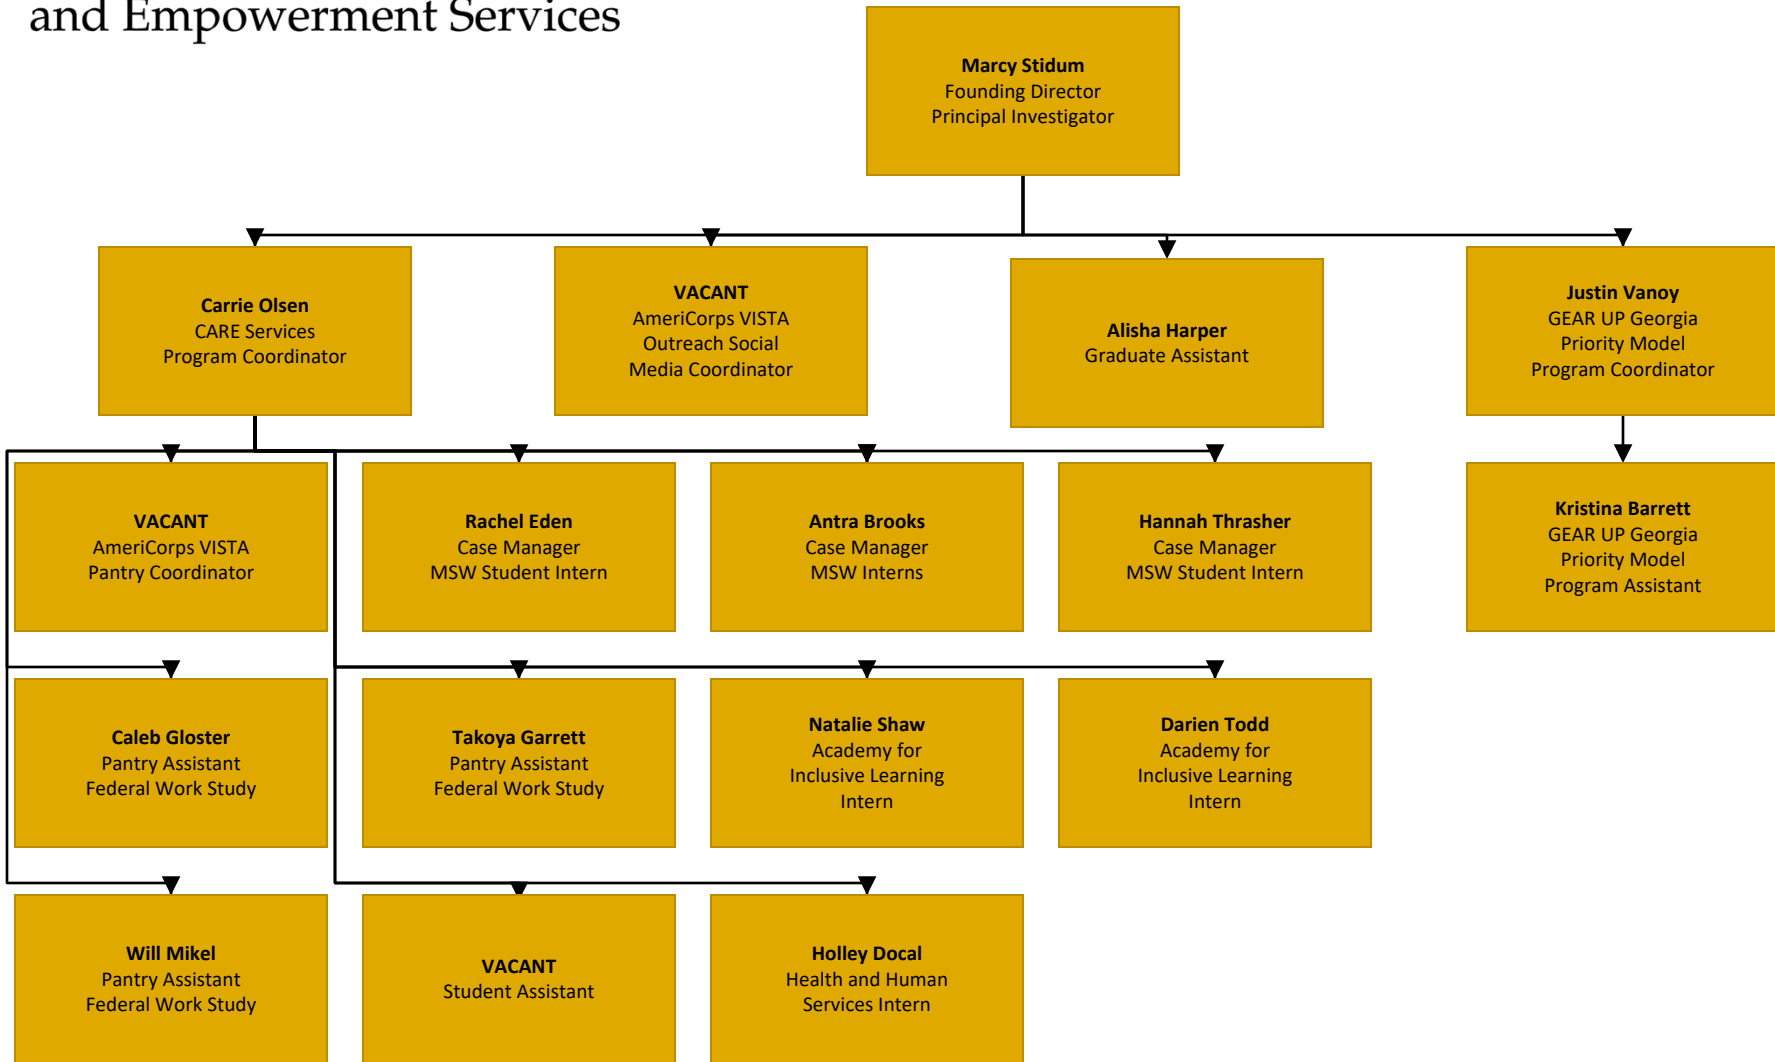 and Empowerment Services
Marcy Stidum
Founding Director
Principal Investigator
Carrie Olsen
CARE Services
Program Coordinator
VACANT
AmeriCorps VISTA
Outreach Social
Media Coordinator
Alisha Harper
Graduate Assistant
Justin Vanoy
GEAR UP Georgia
Priority Model
Program Coordinator
VACANT
AmeriCorps VISTA
Pantry Coordinator
Rachel Eden
Case Manager
MSW Student Intern
Antra Brooks
Case Manager
MSW Interns
Hannah Thrasher
Case Manager
MSW Student Intern
Kristina Barrett
GEAR UP Georgia
Priority Model
Program Assistant
Caleb Gloster
Pantry Assistant
Federal Work Study
Takoya Garrett
Pantry Assistant
Federal Work Study
Natalie Shaw
Academy for
Inclusive Learning
Intern
Darien Todd
Academy for
Inclusive Learning
Intern
Will Mikel
Pantry Assistant
Federal Work Study
VACANT
Student Assistant
Holley Docal
Health and Human
Services Intern